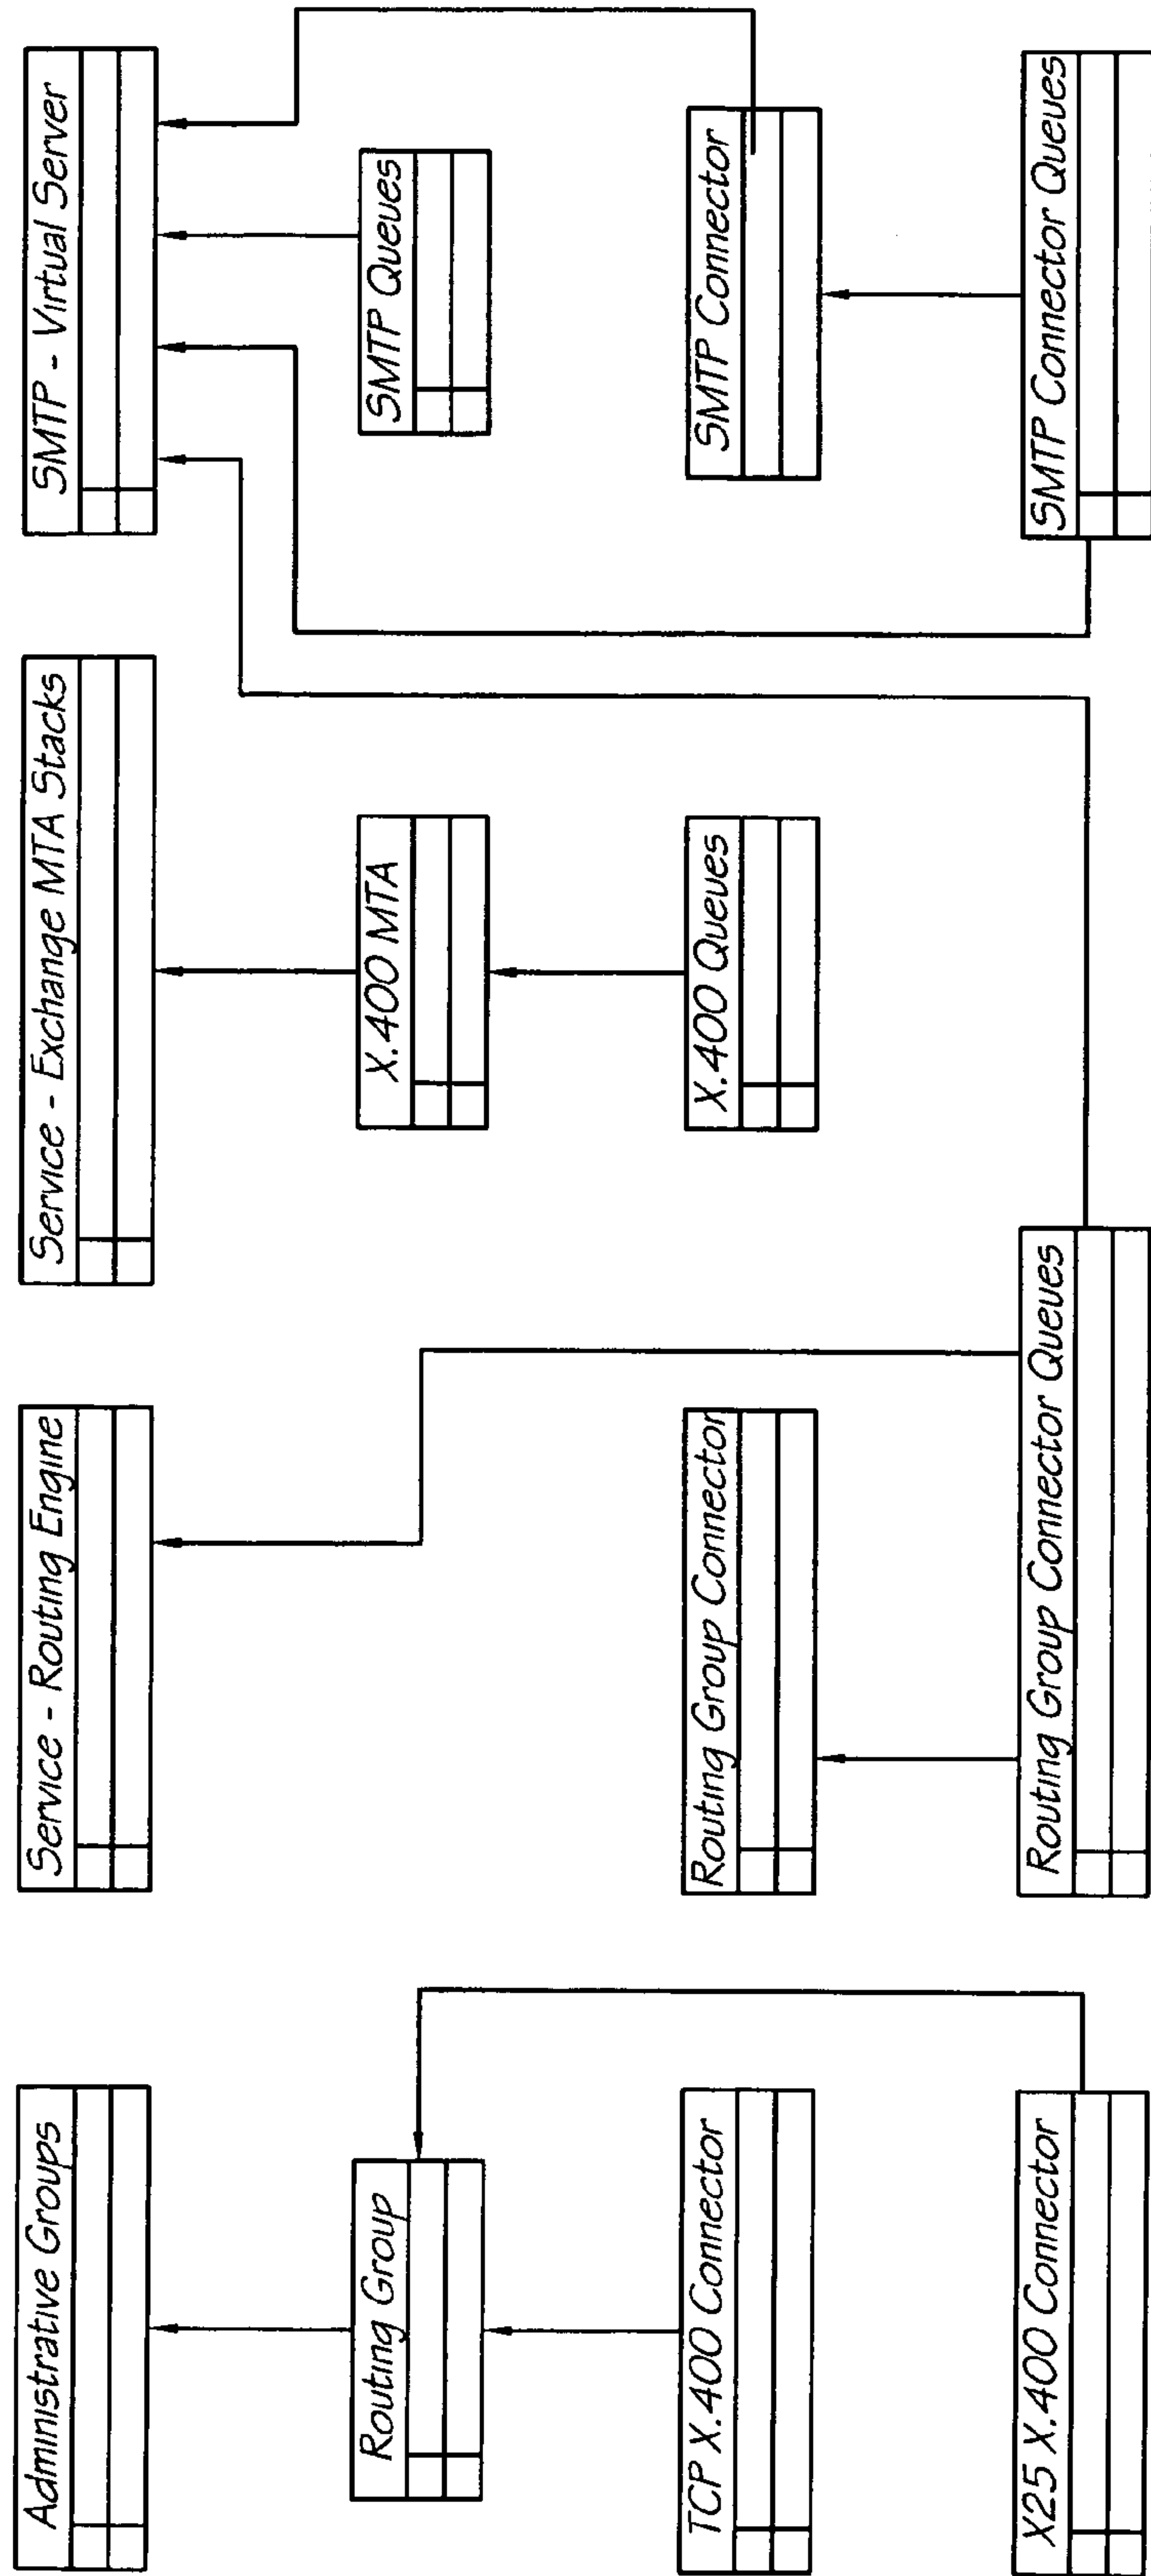 Administrative Groups
Service - Routing Engine
Service - Exchange MTA Stacks
SMTP - Virtual Server
Routing Group
X.400 MTA
SMTP Queues
TCP X.400 Connector
Routing Group Connector
X.400 Queues
SMTP Connector
X25 X.400 Connector
Routing Group Connector Queues
SMTP Connector Queues